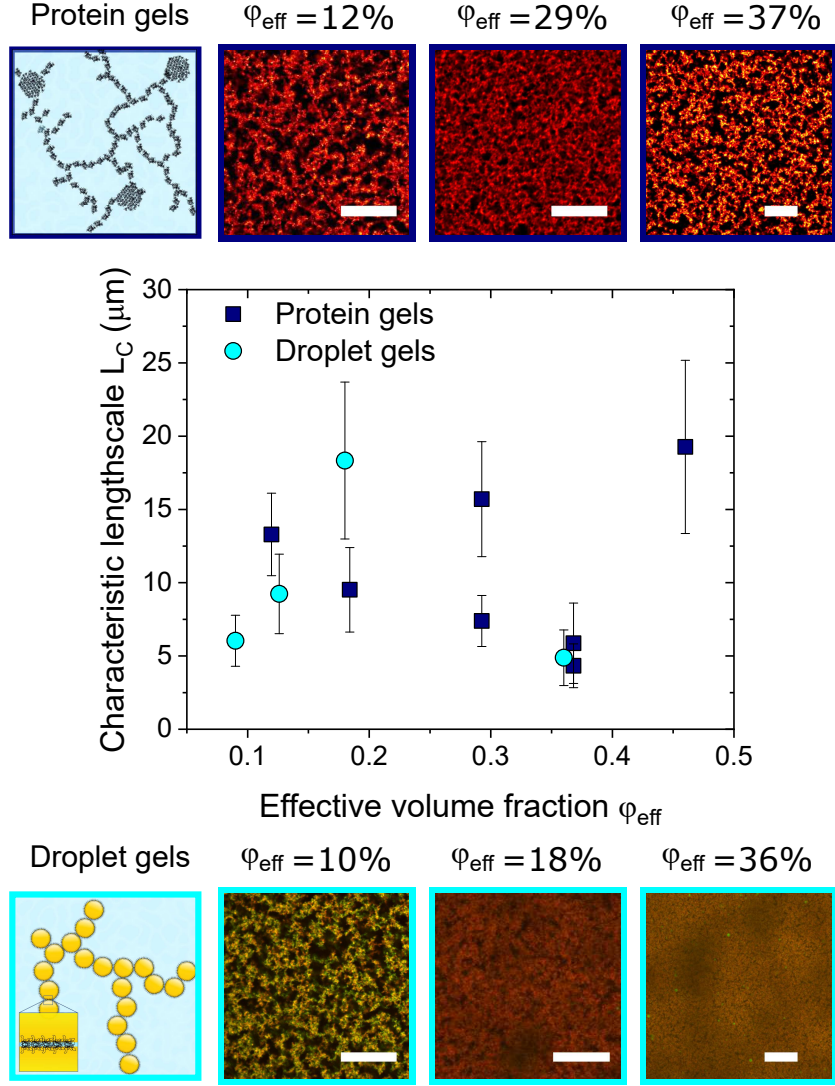 Protein gels
φeff =12%
φeff =29%
φeff =37%
30
25
20
15
10
5
0
Characteristic lengthscale LC (μm)
Protein gels
Droplet gels
0.1 0.2 0.3 0.4 0.5
Effective volume fraction φeff
Droplet gels
φeff =10%
φeff =18%
φeff =36%